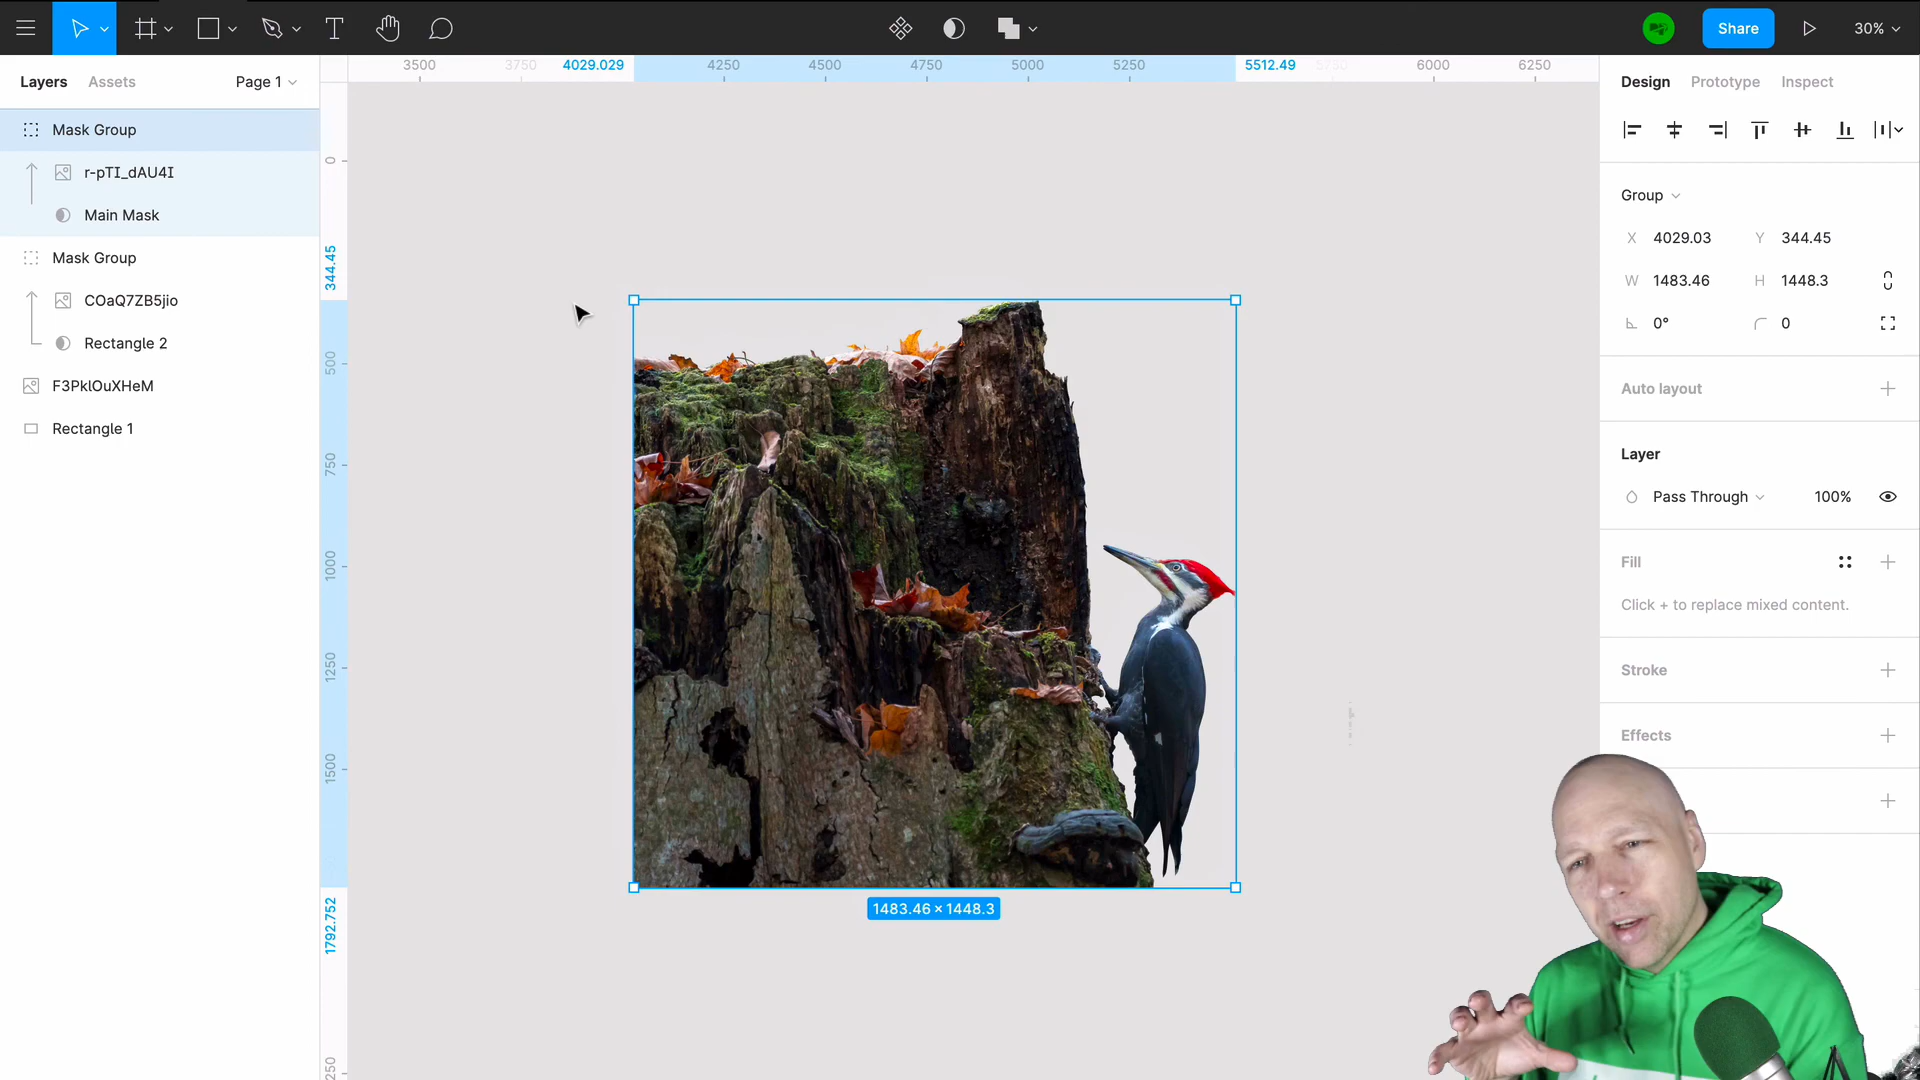 Share
30%
Layers
Assets
Page 1
Design
Prototype
Inspect
3500
3750
4029.029
4250
4500
4750
5000
5250
5512.49
5750
6000
6250
Mask Group
r-pTI_dAU4I
Main Mask
Mask Group
COaQ7ZB5jio
Rectangle 2
F3PklOuXHeM
Rectangle 1
0
344.45
500
750
1000
1250
1500
1792.752
250
1483.46 × 1448.3
Group
X 4029.03 Y 344.45
W 1483.46 H 1448.3
0° 0
Auto layout
Layer
Pass Through 100%
Fill
Click + to replace mixed content.
Stroke
Effects